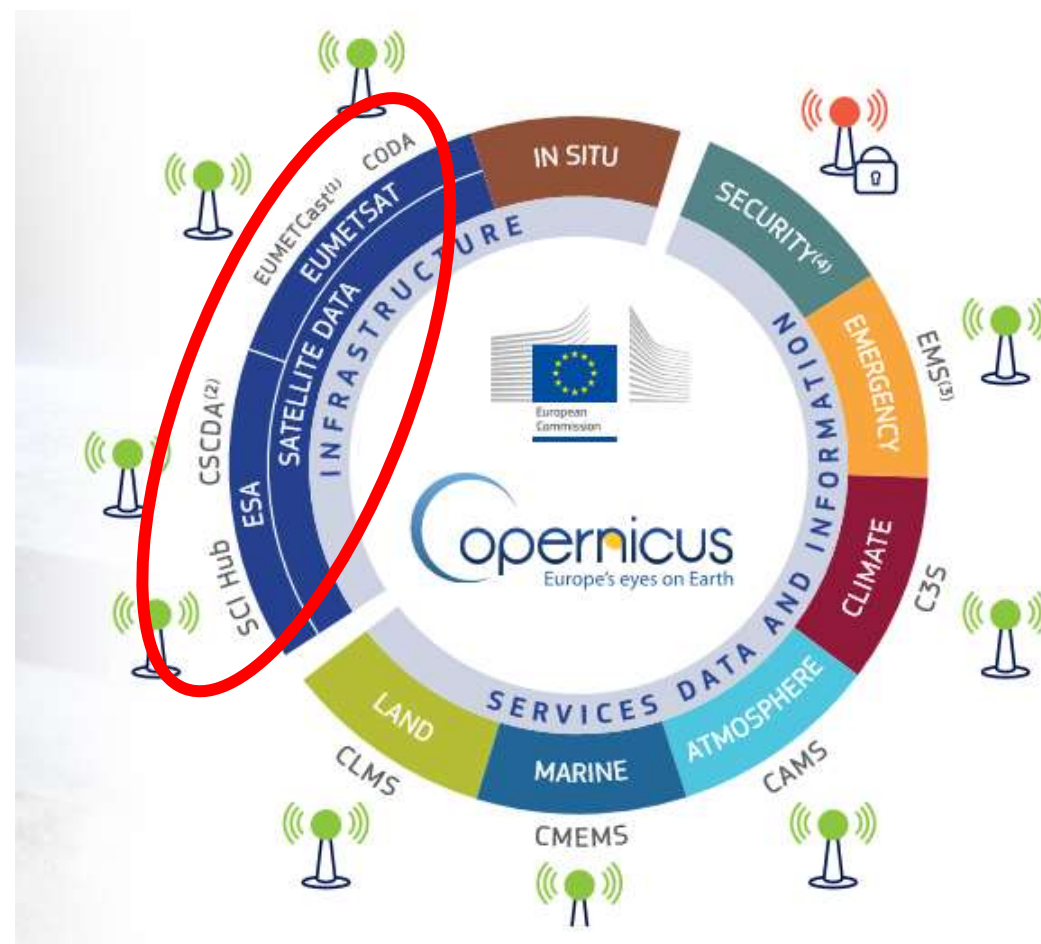 CODA
EUMETCast(1)
EUMETSAT
SATELLITE DATA
CSCDA(2)
ESA
SCI Hub
INFRASTRUCTURE
IN SITU
SECURITY(4)
EMERGENCY
EMS(3)
CLIMATE
C3S
ATMOSPHERE
CAMS
MARINE
CMEMS
LAND
CLMS
SERVICES DATA AND INFORMATION
European
Commission
Copernicus
Europe's eyes on Earth